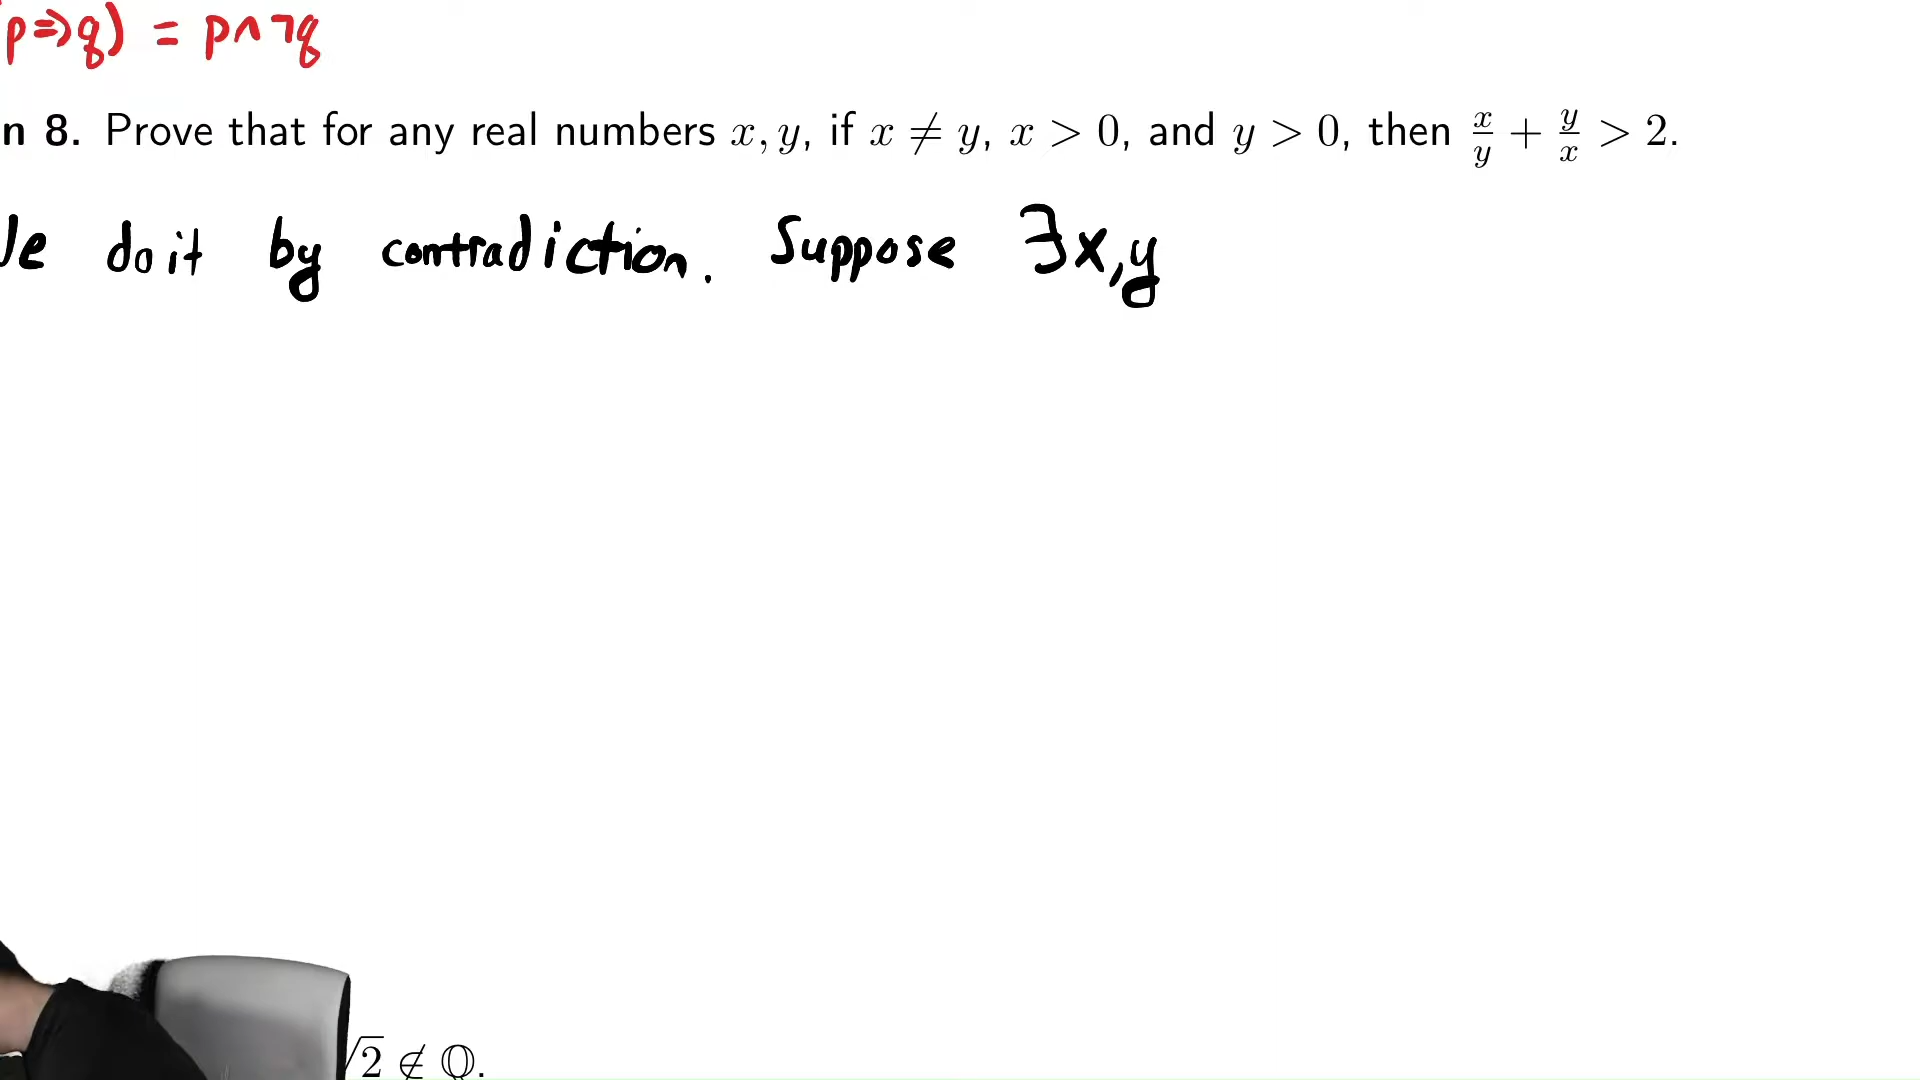 p⇒q) = p∧¬q
n 8. Prove that for any real numbers x, y, if x ≠ y, x > 0, and y > 0, then x/y + y/x > 2.
We do it by contradiction. Suppose ∃x,y
√2 ∉ ℚ.